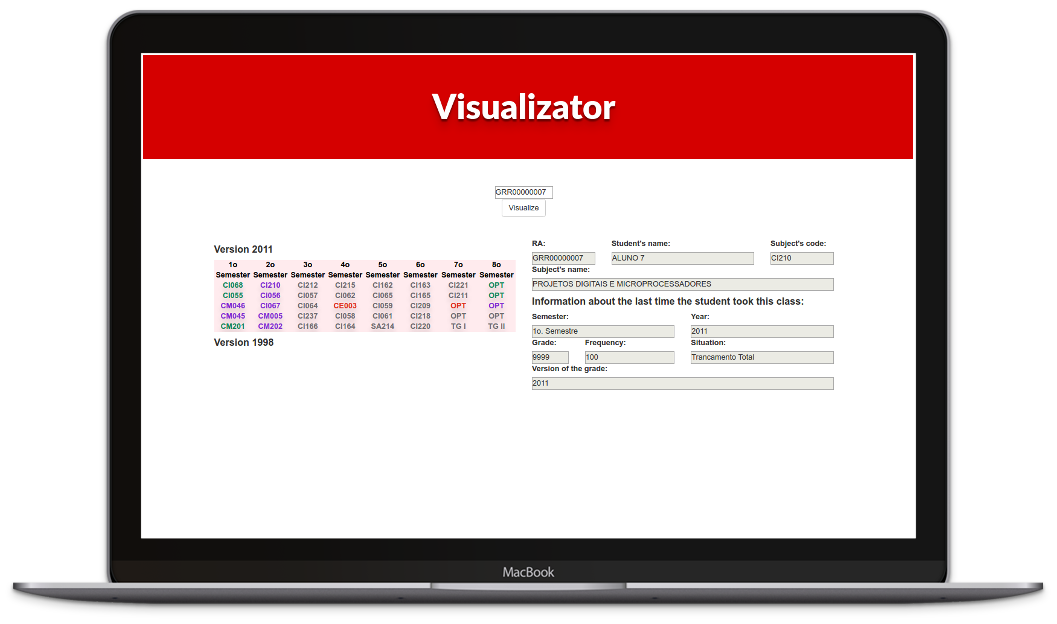 Visualizator
GRR00000007
Visualize
Version 2011
1o 2o 3o 4o 5o 6o 7o 8o
Semester Semester Semester Semester Semester Semester Semester Semester
CI068 CI210 CI212 CI215 CI162 CI163 CI221 OPT
CI055 CI056 CI057 CI062 CI065 CI165 CI211 OPT
CM046 CI067 CI064 CE003 CI059 CI209 OPT OPT
CM045 CM005 CI237 CI058 CI061 CI218 OPT OPT
CM201 CM202 CI166 CI164 SA214 CI220 TG I TG II
Version 1998
RA: Student's name: Subject's code:
GRR00000007 ALUNO 7 CI210
Subject's name:
PROJETOS DIGITAIS E MICROPROCESSADORES
Information about the last time the student took this class:
Semester: Year:
1o. Semestre 2011
Grade: Frequency: Situation:
9999 100 Trancamento Total
Version of the grade:
2011
MacBook